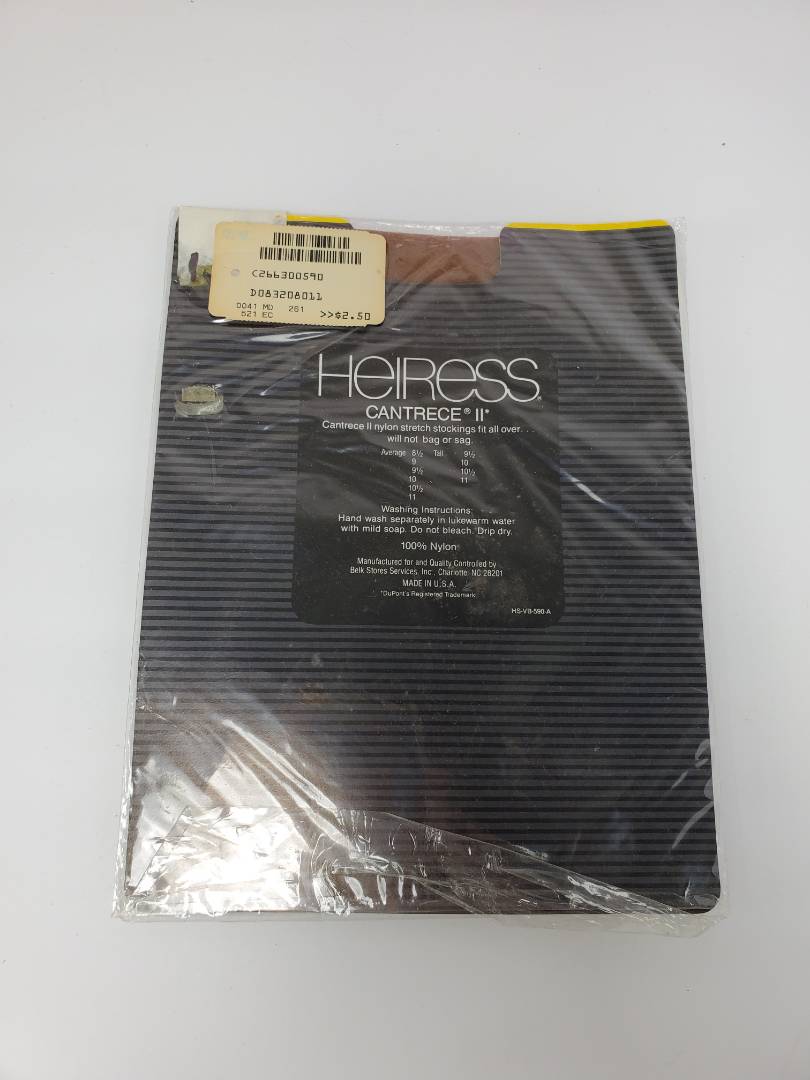 C266300590
D083208011
0041 MD 261
521 EC >>$2.50
HEIRESS®
CANTRECE® II*
Cantrece II nylon stretch stockings fit all over. . .
will not bag or sag.
Average 8½ Tall 9½
9 10
9½ 10½
10 11
10½
11
Washing Instructions:
Hand wash separately in lukewarm water
with mild soap. Do not bleach. Drip dry.
100% Nylon
Manufactured for and Quality Controlled by
Belk Stores Services, Inc., Charlotte, NC 28201
MADE IN U.S.A.
*DuPont's Registered Trademark
HS-VB-590-A